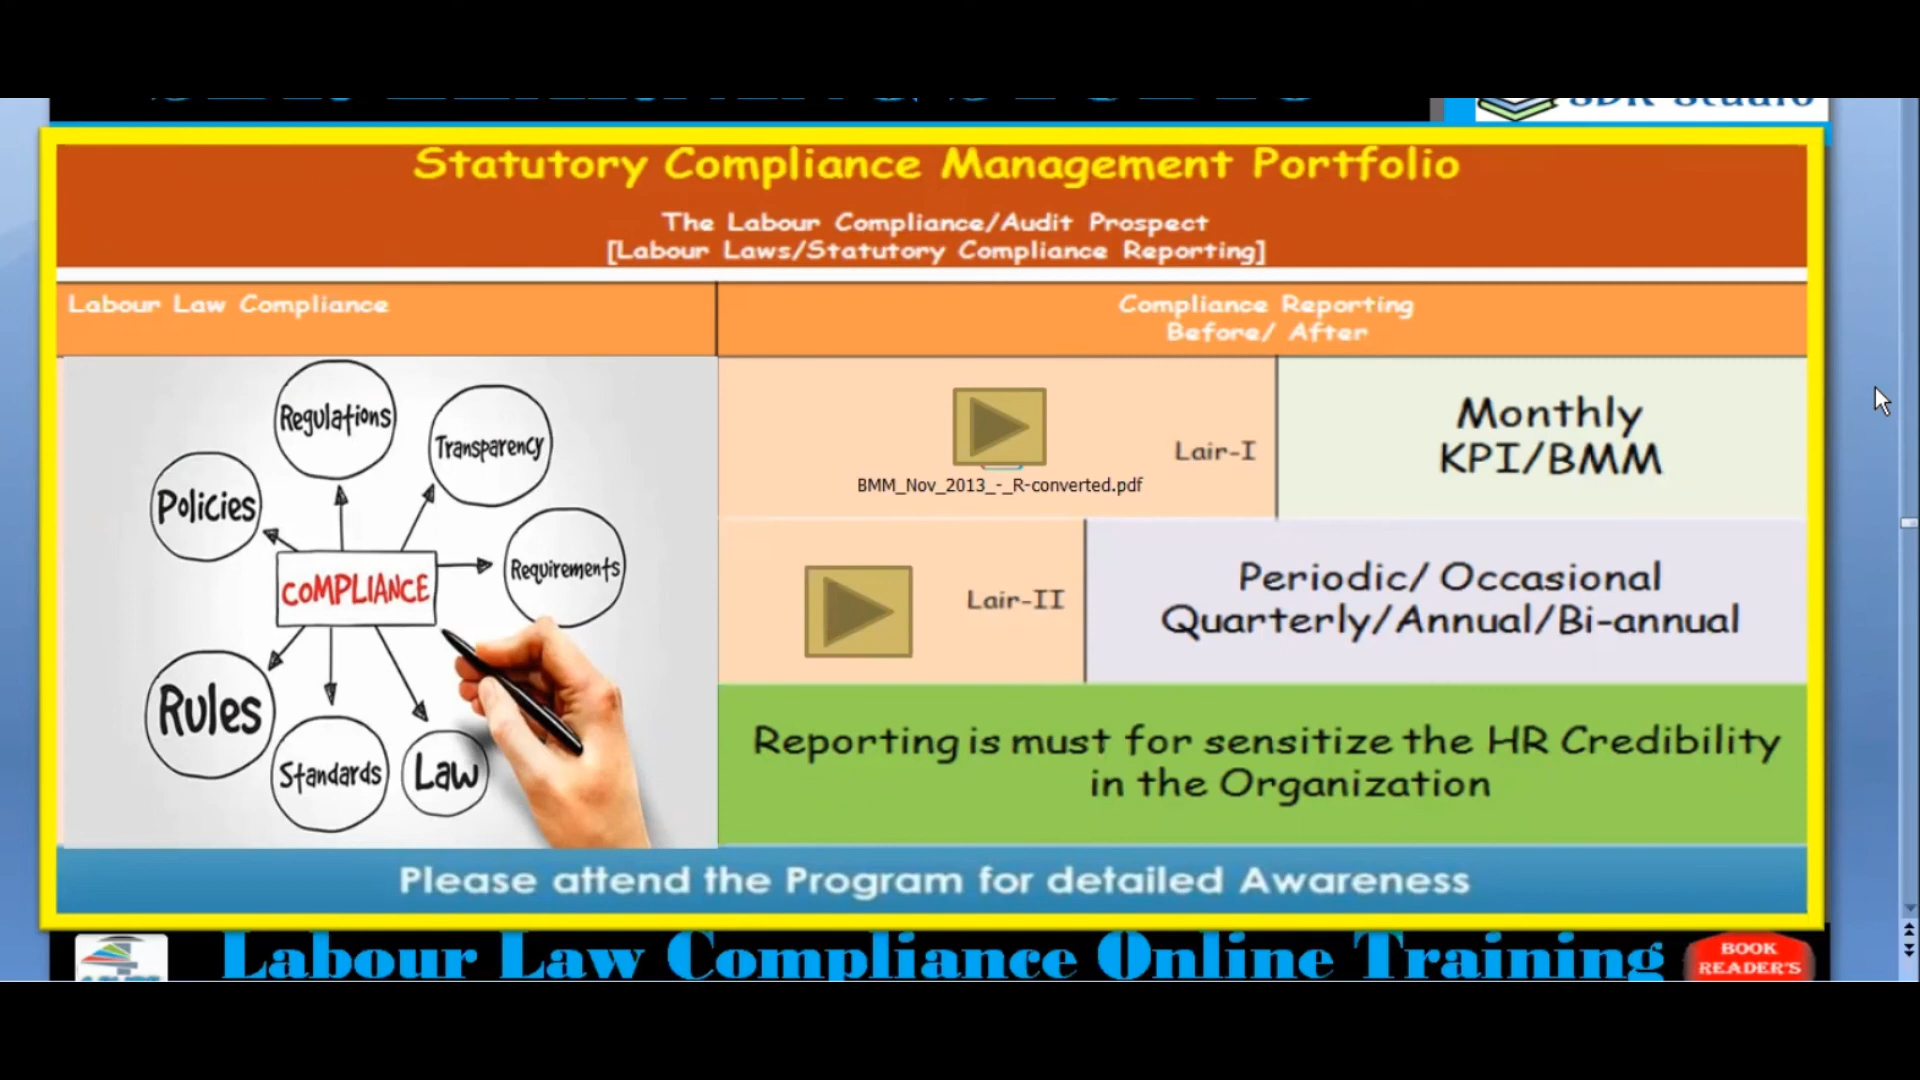 SDR Studio
Statutory Compliance Management Portfolio
The Labour Compliance/Audit Prospect
[Labour Laws/Statutory Compliance Reporting]
Labour Law Compliance
Compliance Reporting
Before/ After
Regulations
Transparency
Policies
Requirements
COMPLIANCE
Rules
Standards
Law
Lair-I
BMM_Nov_2013_-_R-converted.pdf
Monthly
KPI/BMM
Lair-II
Periodic/ Occasional
Quarterly/Annual/Bi-annual
Reporting is must for sensitize the HR Credibility
in the Organization
Please attend the Program for detailed Awareness
Labour Law Compliance Online Training
BOOK
READER'S